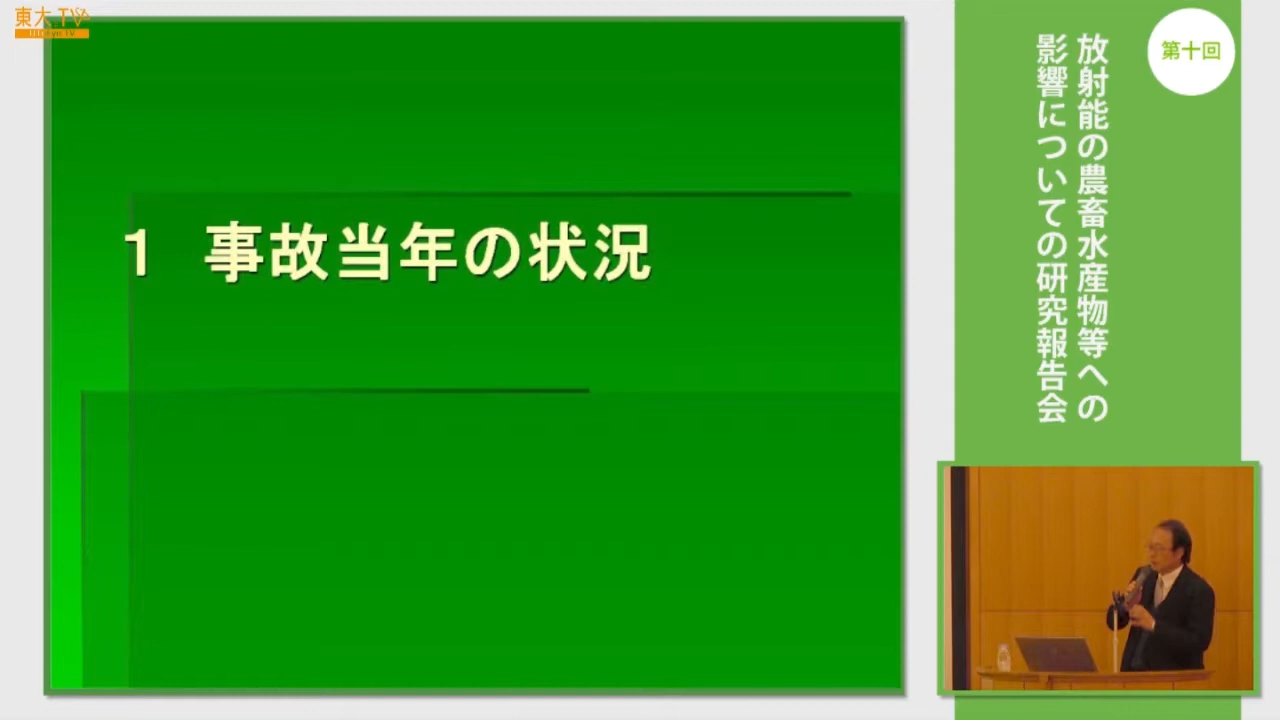 東大TV
UTokyo TV
1 事故当年の状況
第十回
放射能の農畜水産物等への
影響についての研究報告会